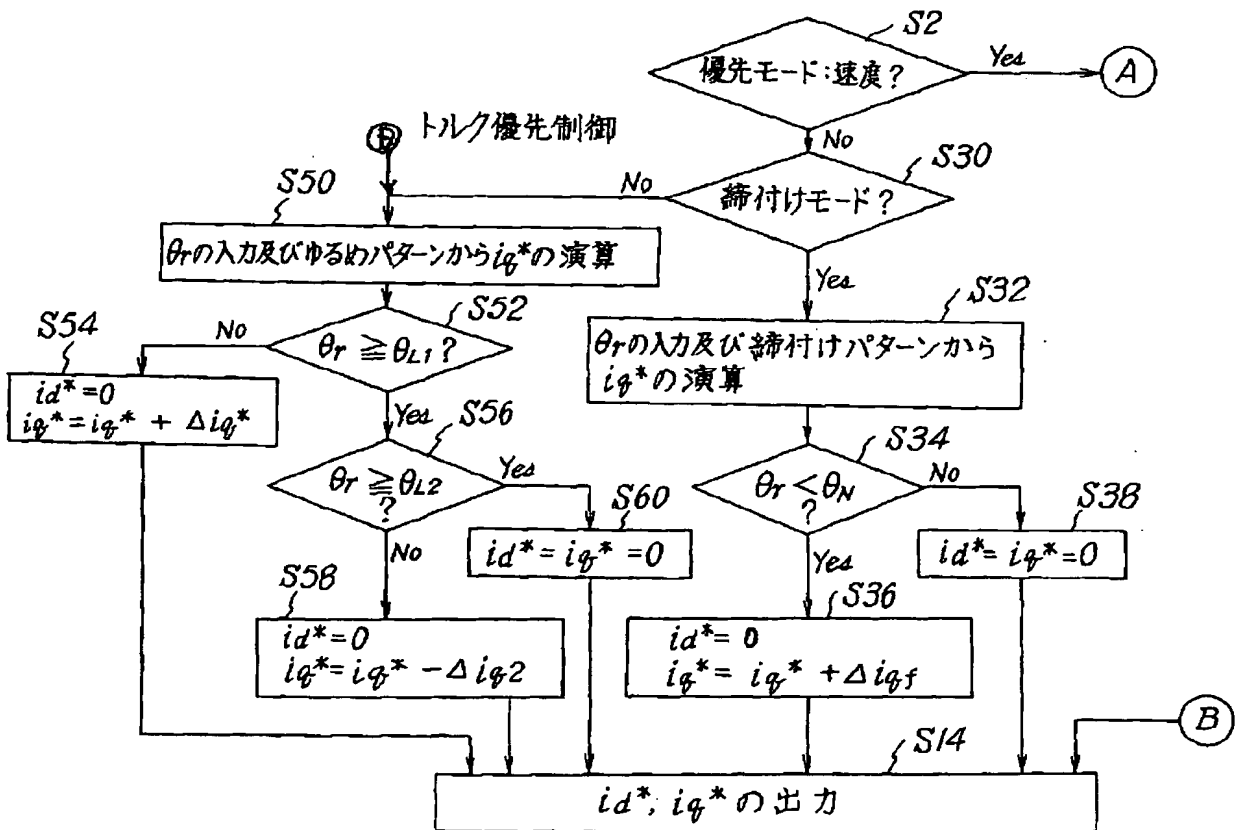 S2
優先モード:速度?
Yes
A
No
トルク優先制御
S30
締付けモード?
No
Yes
S50
θrの入力及びゆるめパターンからiq*の演算
S52
θr ≧ θL1?
No
Yes
S54
id*=0
iq*=iq* + Δiq*
S32
θrの入力及び締付けパターンから
iq*の演算
S56
θr ≧ θL2
?
Yes
No
S34
θr < θN
?
No
Yes
S60
id* = iq* = 0
S38
id* = iq* = 0
S58
id*=0
iq*=iq* - Δiq2
S36
id* = 0
iq* = iq* + Δiqf
B
S14
id*, iq* の出力